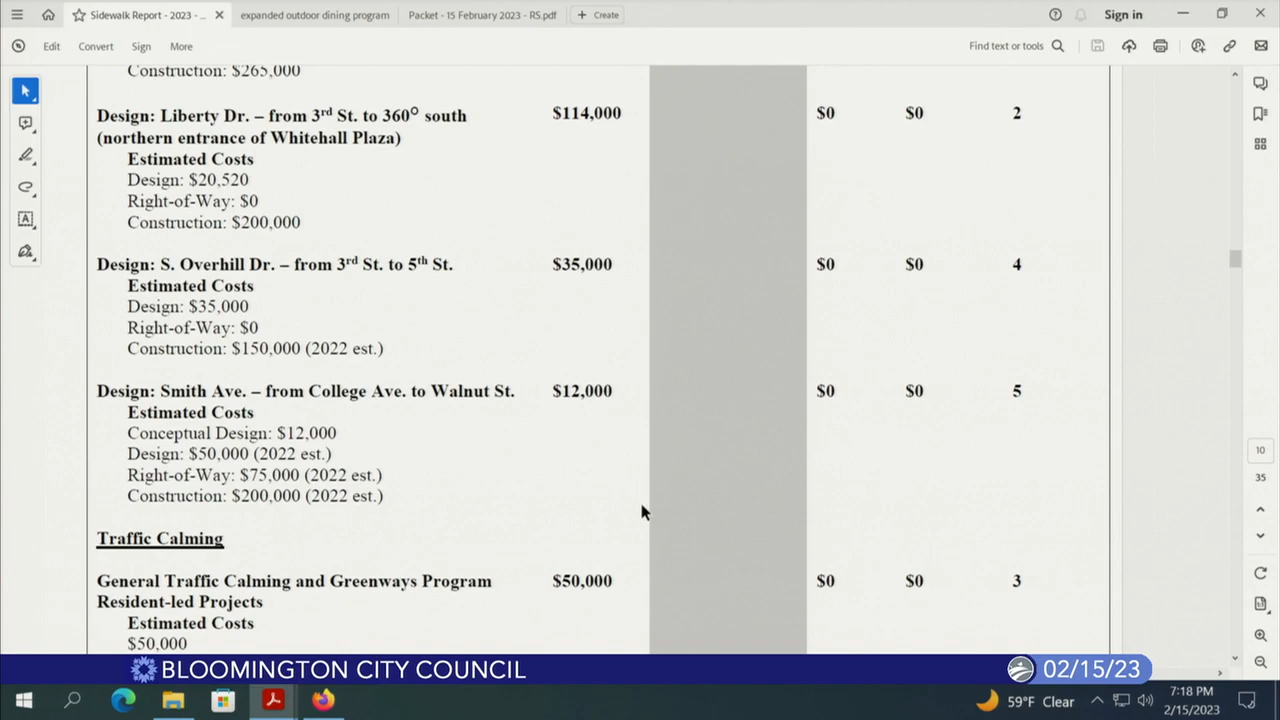 Sidewalk Report - 2023 - ...
expanded outdoor dining program
Packet - 15 February 2023 - RS.pdf
Create
Sign in
Edit Convert Sign More
Find text or tools
Construction: $265,000
Design: Liberty Dr. – from 3rd St. to 360° south $114,000 $0 $0 2
(northern entrance of Whitehall Plaza)
Estimated Costs
Design: $20,520
Right-of-Way: $0
Construction: $200,000
Design: S. Overhill Dr. – from 3rd St. to 5th St. $35,000 $0 $0 4
Estimated Costs
Design: $35,000
Right-of-Way: $0
Construction: $150,000 (2022 est.)
Design: Smith Ave. – from College Ave. to Walnut St. $12,000 $0 $0 5
Estimated Costs
Conceptual Design: $12,000
Design: $50,000 (2022 est.)
Right-of-Way: $75,000 (2022 est.)
Construction: $200,000 (2022 est.)
10
35
Traffic Calming
General Traffic Calming and Greenways Program $50,000 $0 $0 3
Resident-led Projects
Estimated Costs
$50,000
BLOOMINGTON CITY COUNCIL 02/15/23
59°F Clear
7:18 PM
2/15/2023